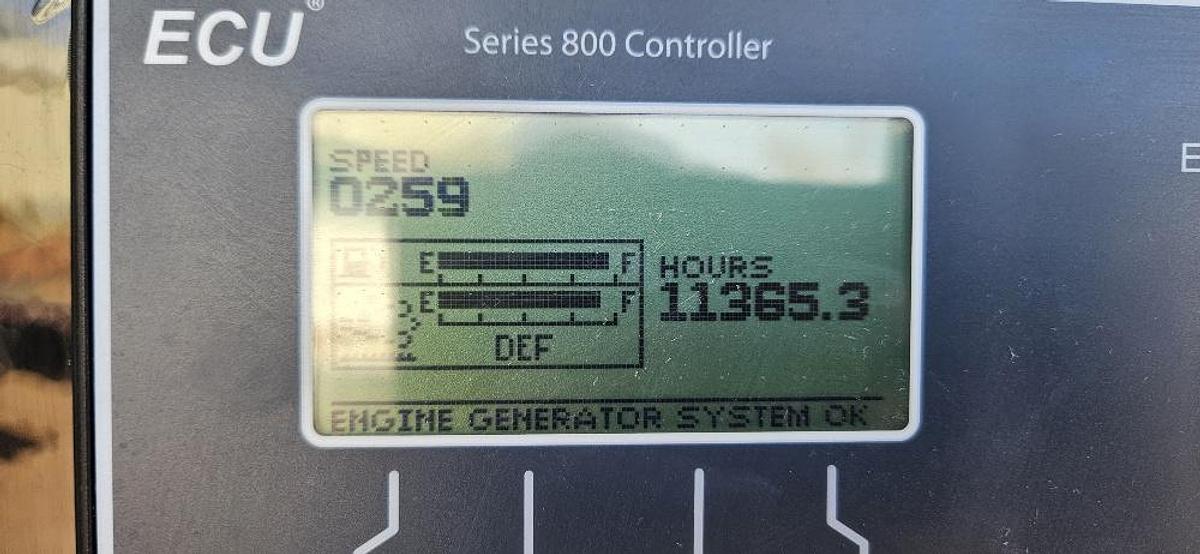 ECU®
Series 800 Controller
SPEED
0259
E F
HOURS
E F
11365.3
DEF
ENGINE GENERATOR SYSTEM OK